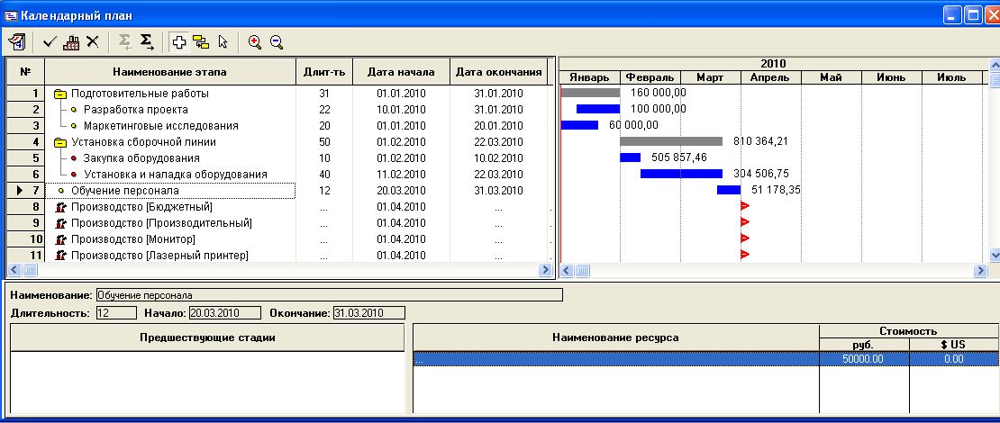 Календарный план
№ Наименование этапа Длит-ть Дата начала Дата окончания
1 Подготовительные работы 31 01.01.2010 31.01.2010
2 Разработка проекта 22 10.01.2010 31.01.2010
3 Маркетинговые исследования 20 01.01.2010 20.01.2010
4 Установка сборочной линии 50 01.02.2010 22.03.2010
5 Закупка оборудования 10 01.02.2010 10.02.2010
6 Установка и наладка оборудования 40 11.02.2010 22.03.2010
7 Обучение персонала 12 20.03.2010 31.03.2010
8 Производство [Бюджетный] ... 01.04.2010 ...
9 Производство [Производительный] ... 01.04.2010 ...
10 Производство [Монитор] ... 01.04.2010 ...
11 Производство [Лазерный принтер] ... 01.04.2010 ...
2010
Январь Февраль Март Апрель Май Июнь Июль
160 000,00
100 000,00
60 000,00
810 364,21
505 857,46
304 506,75
51 178,35
Наименование: Обучение персонала
Длительность: 12 Начало: 20.03.2010 Окончание: 31.03.2010
Предшествующие стадии
Наименование ресурса Стоимость
руб. $ US
... 50000.00 0.00